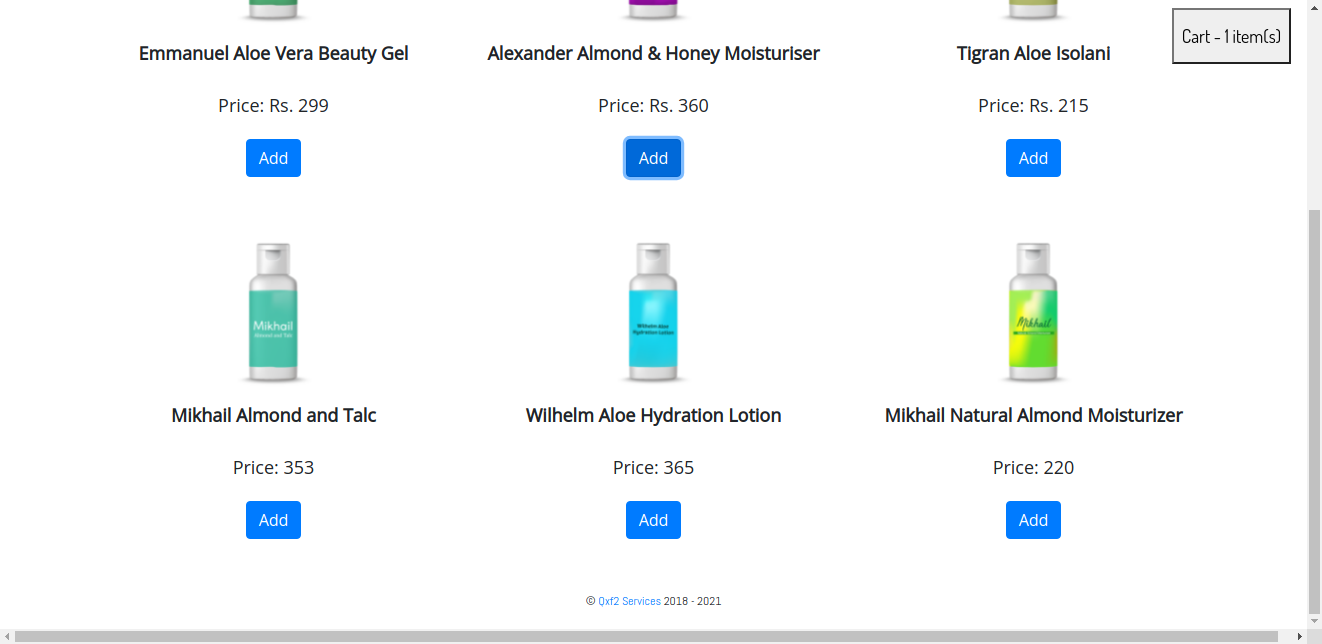 Cart - 1 item(s)
Emmanuel Aloe Vera Beauty Gel
Alexander Almond & Honey Moisturiser
Tigran Aloe Isolani
Price: Rs. 299
Price: Rs. 360
Price: Rs. 215
Add
Add
Add
Mikhail
Almond and Talc
Wilhelm Aloe
Hydration Lotion
Mikhail
Mikhail Almond and Talc
Wilhelm Aloe Hydration Lotion
Mikhail Natural Almond Moisturizer
Price: 353
Price: 365
Price: 220
Add
Add
Add
© Qxf2 Services 2018 - 2021